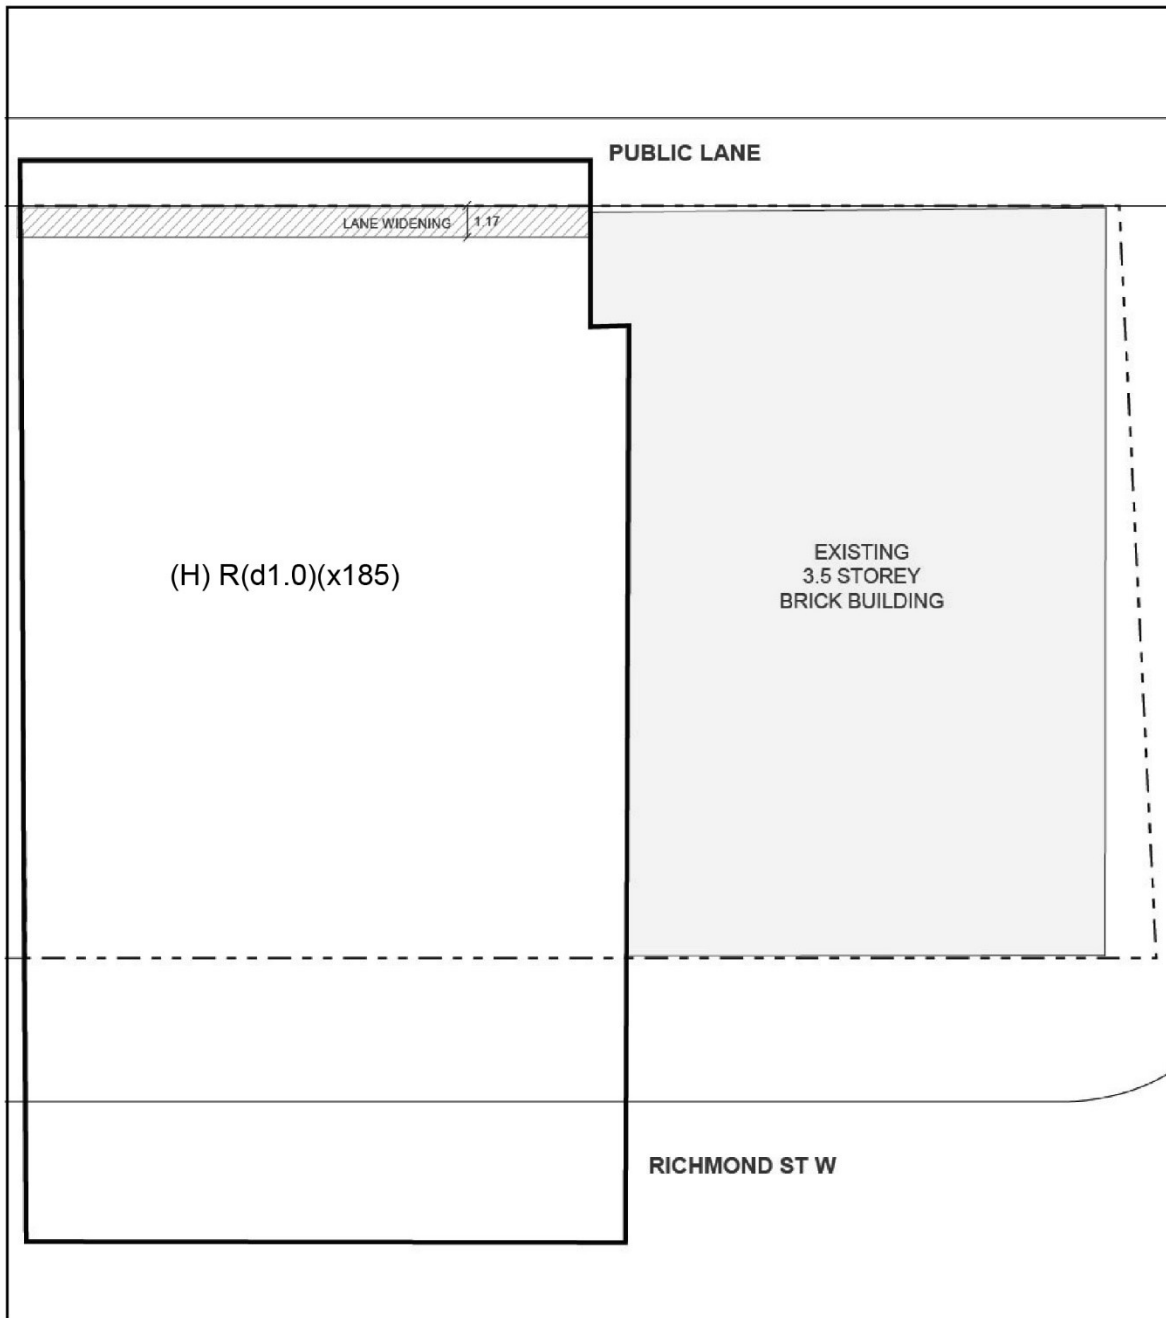 PUBLIC LANE
LANE WIDENING 1.17
(H) R(d1.0)(x185)
EXISTING
3.5 STOREY
BRICK BUILDING
RICHMOND ST W